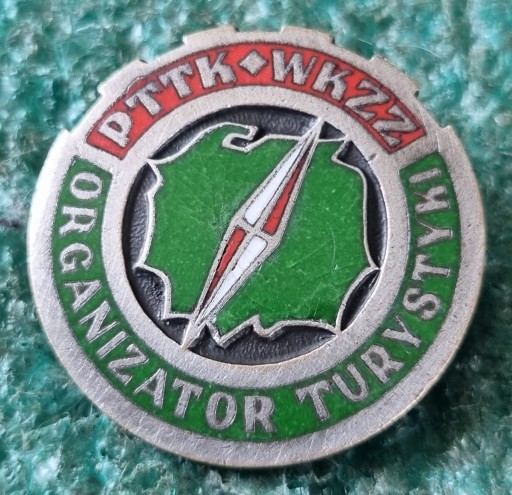 PTTK ◆ WKZZ
ORGANIZATOR TURYSTYKI